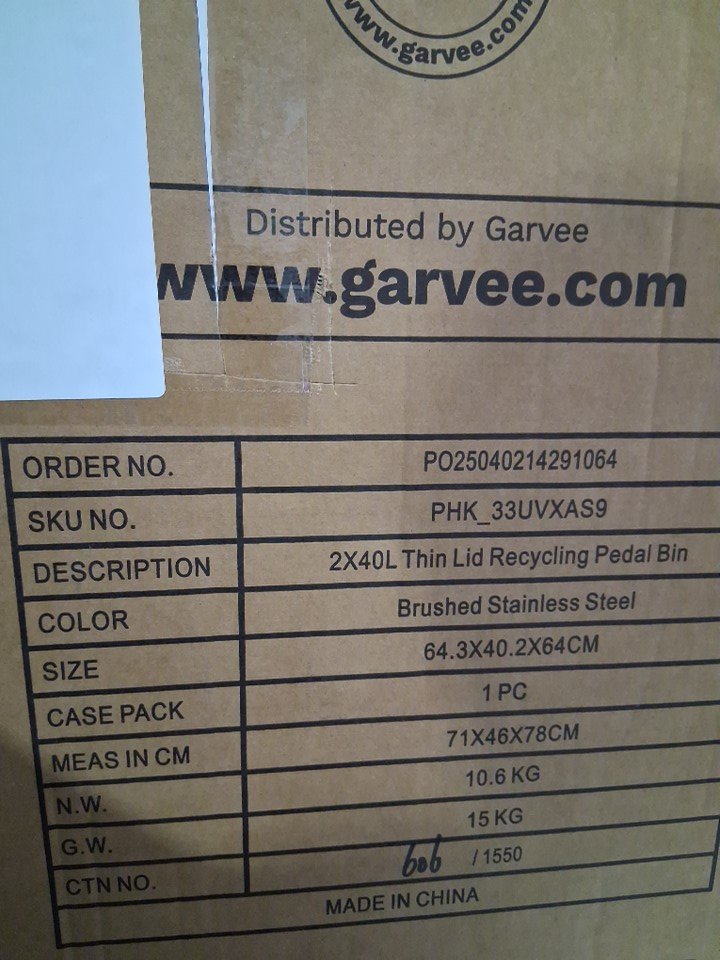 www.garvee.com
Distributed by Garvee
www.garvee.com
ORDER NO. PO25040214291064
SKU NO. PHK_33UVXAS9
DESCRIPTION 2X40L Thin Lid Recycling Pedal Bin
COLOR Brushed Stainless Steel
SIZE 64.3X40.2X64CM
CASE PACK 1 PC
MEAS IN CM 71X46X78CM
N.W. 10.6 KG
G.W. 15 KG
CTN NO. 606 / 1550
MADE IN CHINA